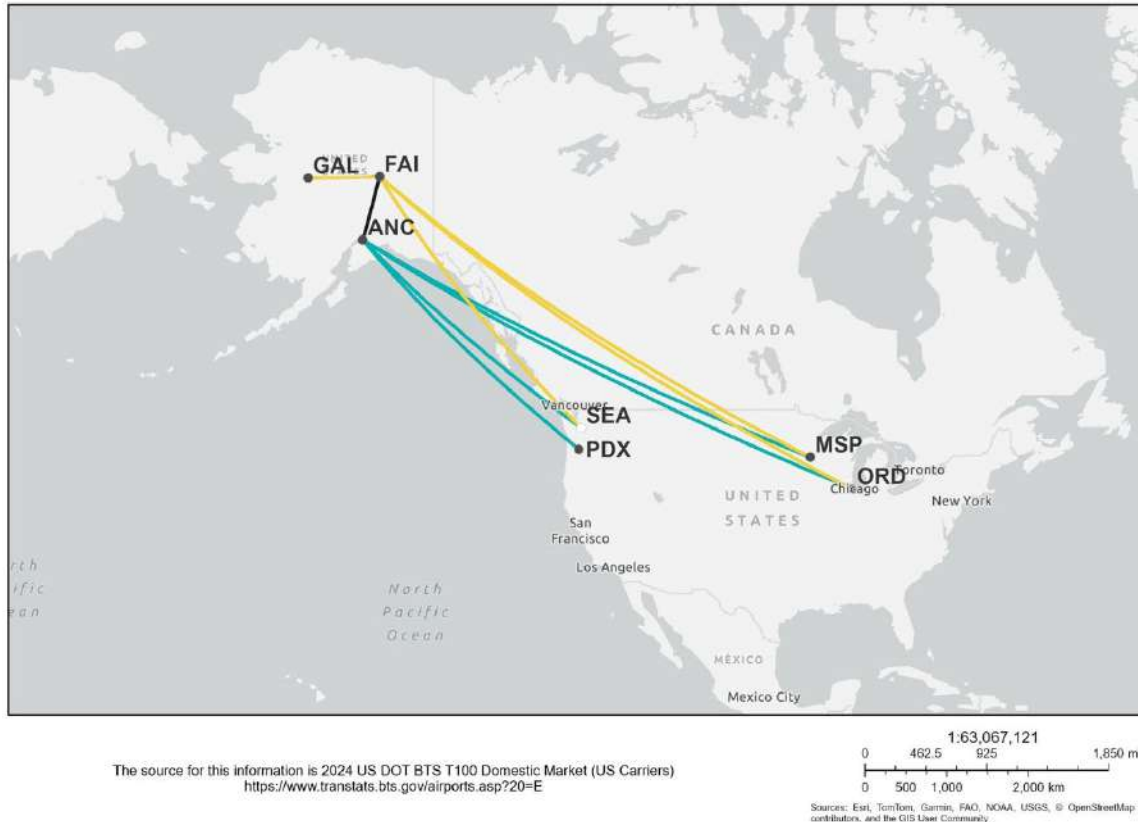 GAL
UNITED
FAI
ANC
CANADA
Vancouver
SEA
PDX
MSP
ORD
Toronto
Chicago
UNITED
STATES
New York
San
Francisco
Los Angeles
North
Pacific
Ocean
MÉXICO
Mexico City
1:63,067,121
0 462.5 925 1,850 m
0 500 1,000 2,000 km
The source for this information is 2024 US DOT BTS T100 Domestic Market (US Carriers)
https://www.transtats.bts.gov/airports.asp?20=E
Sources: Esri, TomTom, Garmin, FAO, NOAA, USGS, © OpenStreetMap
contributors, and the GIS User Community